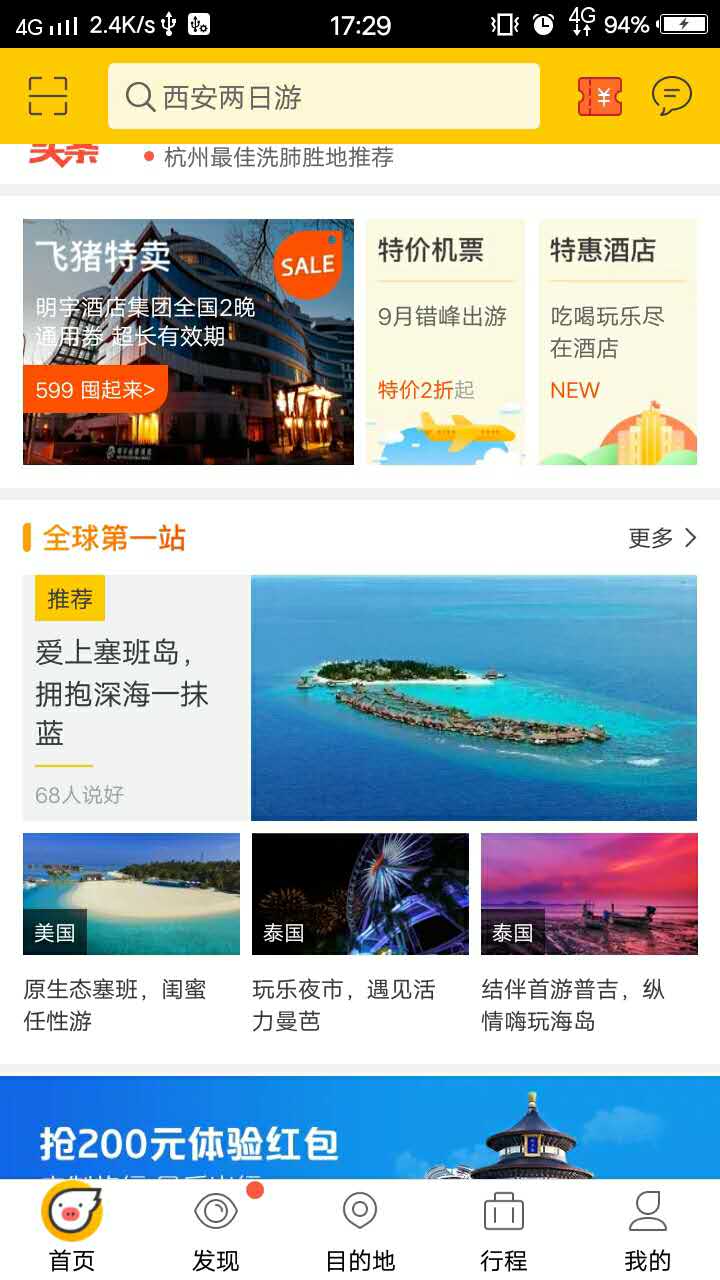 4G 2.4K/s 17:29 4G 94%
西安两日游
¥
头条
杭州最佳洗肺胜地推荐
飞猪特卖
SALE
明宇酒店集团全国2晚
通用券 超长有效期
599 囤起来>
特价机票
9月错峰出游
特价2折起
特惠酒店
吃喝玩乐尽
在酒店
NEW
全球第一站
更多
推荐
爱上塞班岛，
拥抱深海一抹
蓝
68人说好
美国
原生态塞班，闺蜜
任性游
泰国
玩乐夜市，遇见活
力曼芭
泰国
结伴首游普吉，纵
情嗨玩海岛
抢200元体验红包
首页
发现
目的地
行程
我的